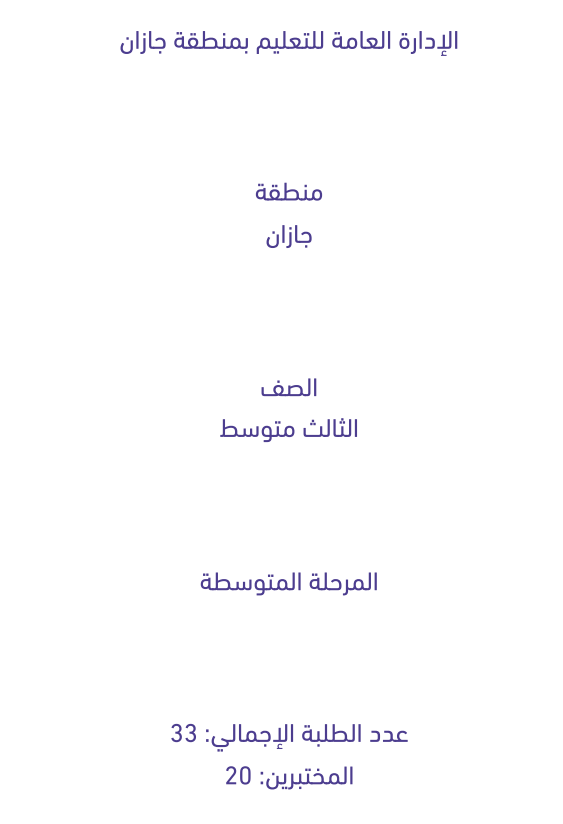 الإدارة العامة للتعليم بمنطقة جازان
منطقة
جازان
الصف
الثالث متوسط
المرحلة المتوسطة
عدد الطلبة الإجمالي: 33
المختبرين: 20